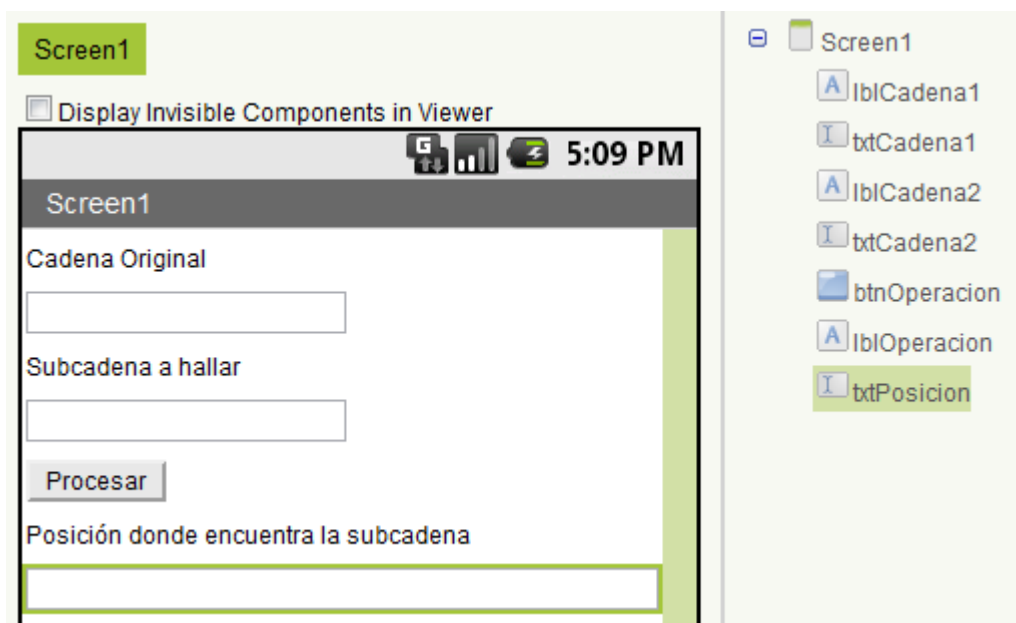 Screen1
Display Invisible Components in Viewer
G
5:09 PM
Screen1
Cadena Original
Subcadena a hallar
Procesar
Posición donde encuentra la subcadena
Screen1
A lblCadena1
txtCadena1
A lblCadena2
txtCadena2
btnOperacion
A lblOperacion
txtPosicion